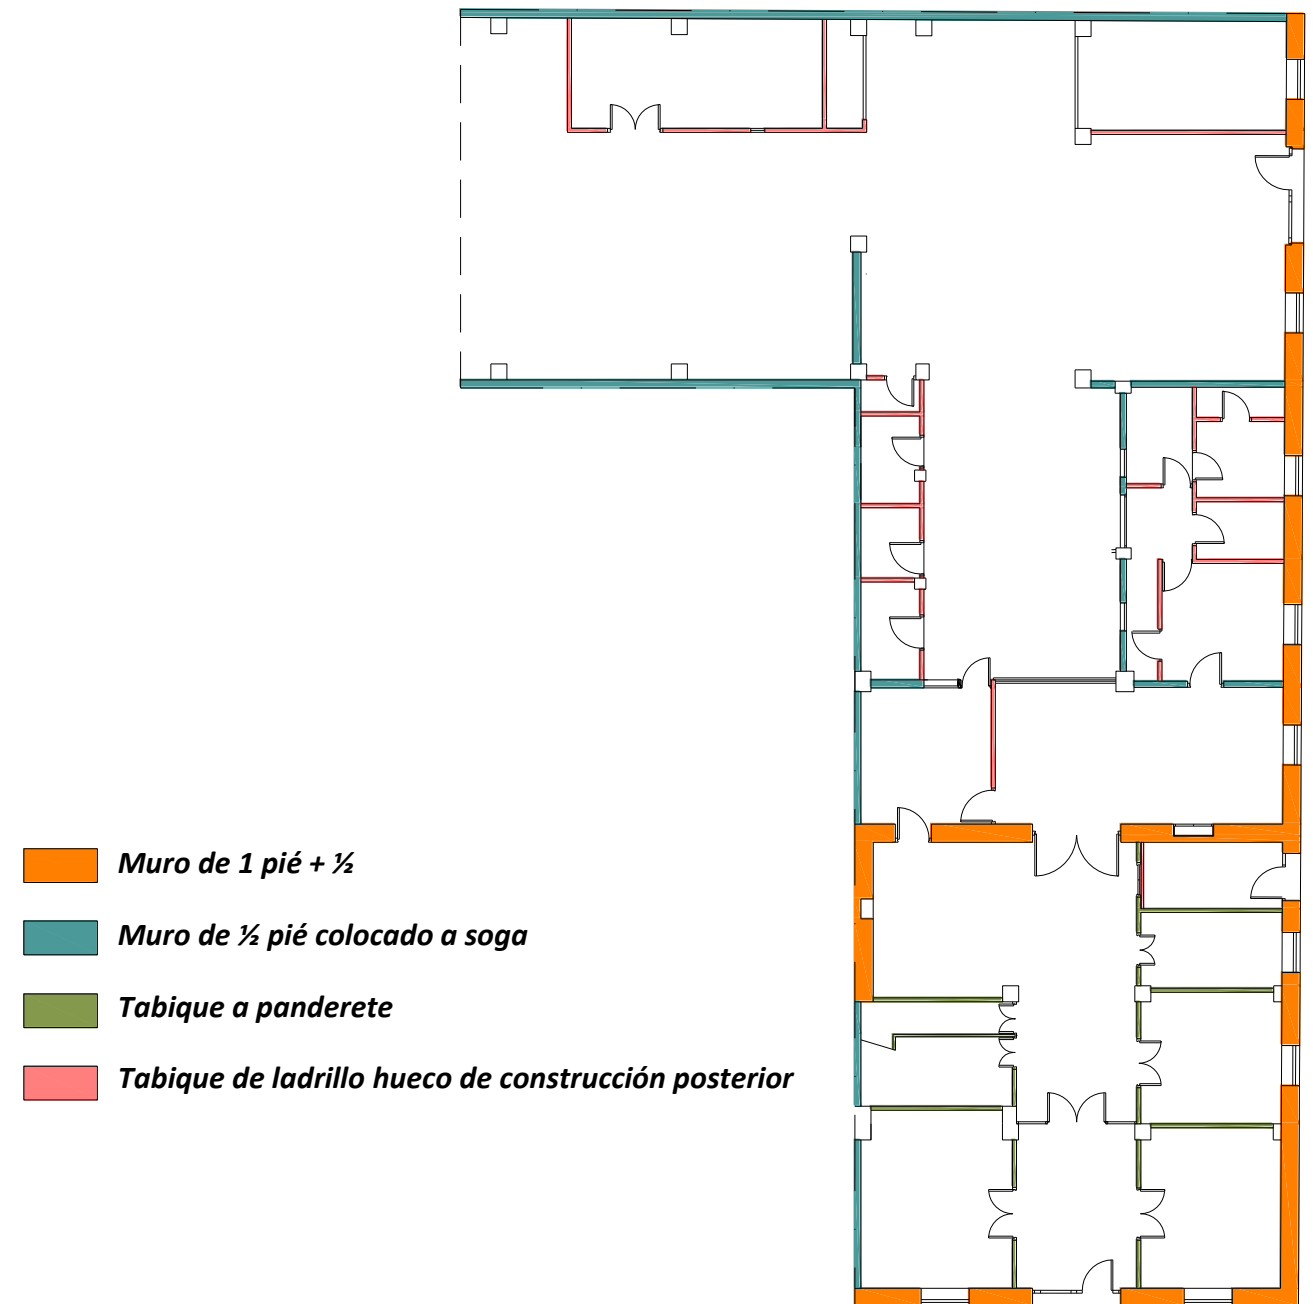 Muro de 1 pié + ½
Muro de ½ pié colocado a soga
Tabique a panderete
Tabique de ladrillo hueco de construcción posterior